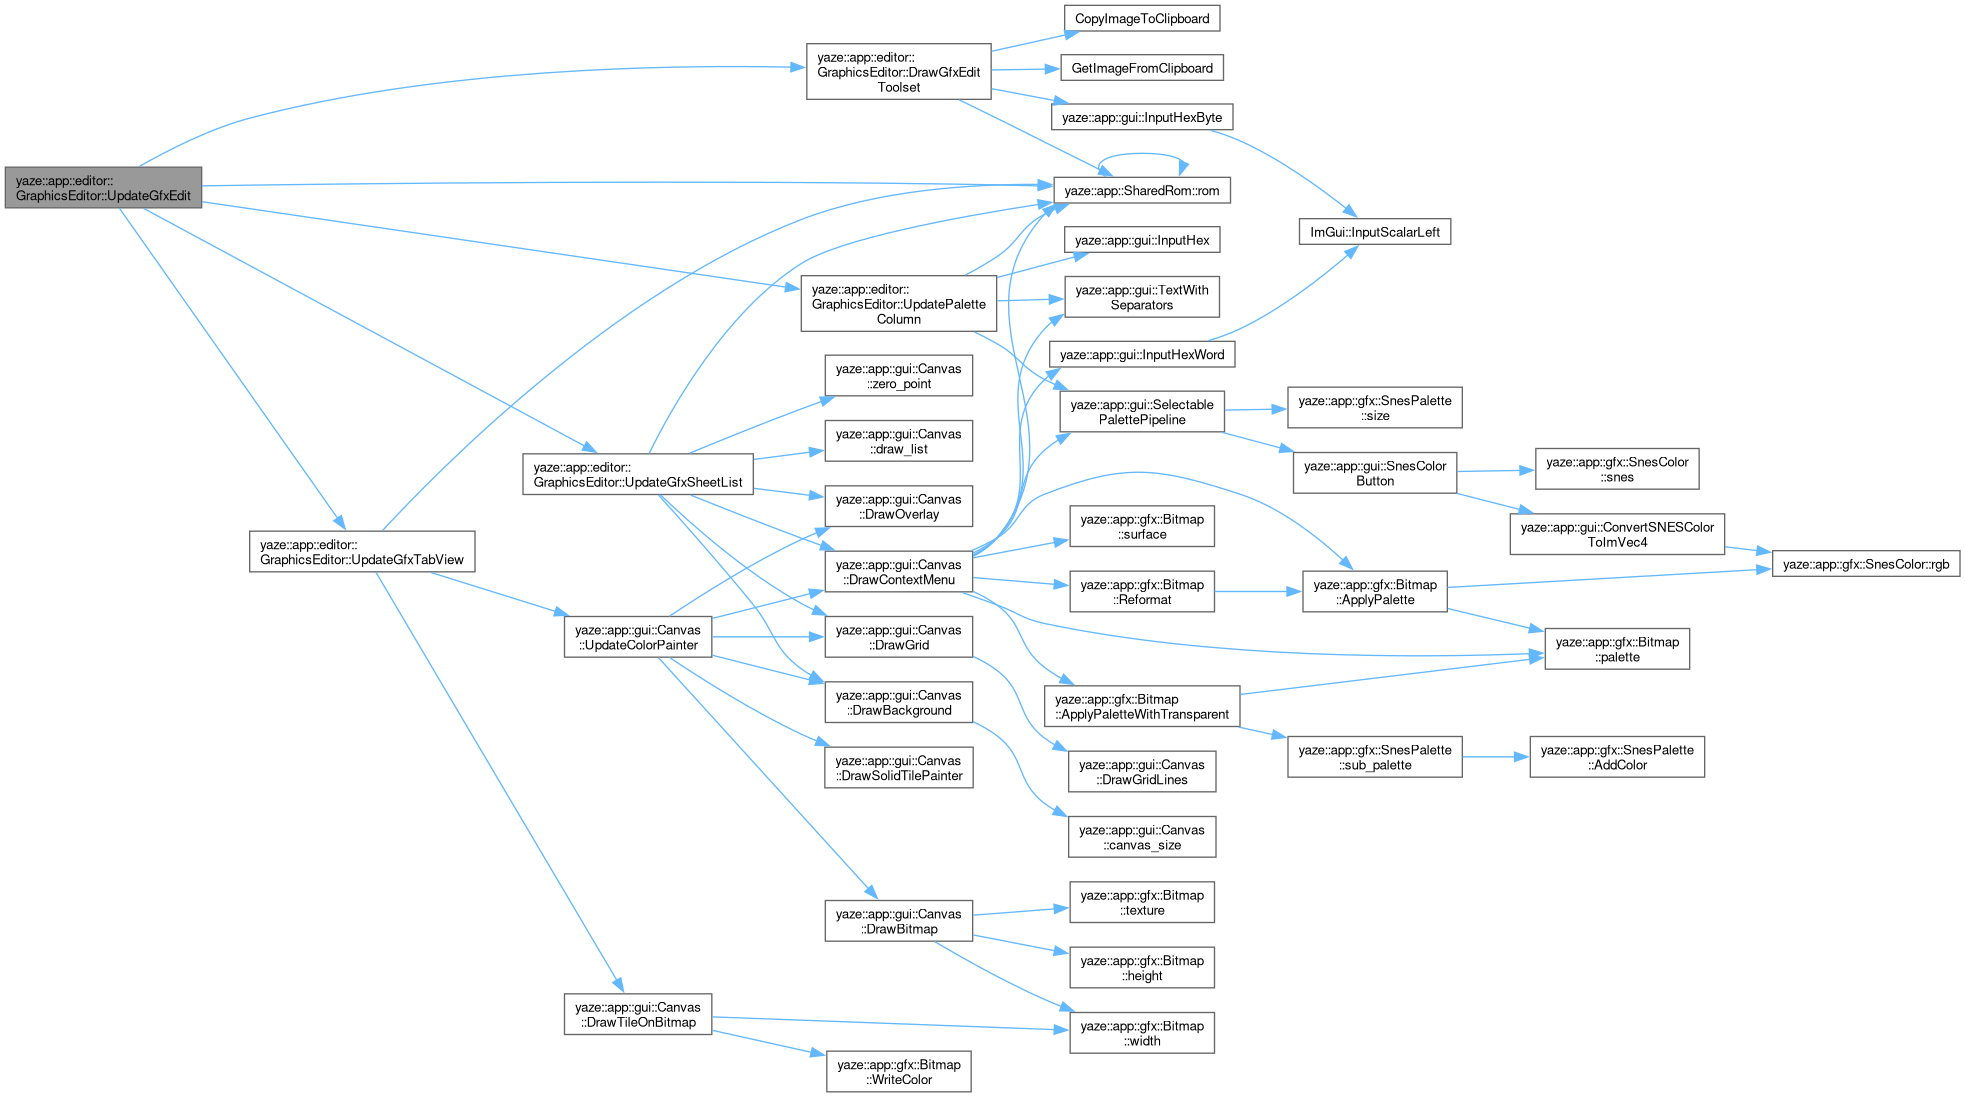 CopyImageToClipboard
yaze::app::editor::
GraphicsEditor::DrawGfxEdit
Toolset
GetImageFromClipboard
yaze::app::gui::InputHexByte
yaze::app::editor::
GraphicsEditor::UpdateGfxEdit
yaze::app::SharedRom::rom
ImGui::InputScalarLeft
yaze::app::gui::InputHex
yaze::app::editor::
GraphicsEditor::UpdatePalette
Column
yaze::app::gui::TextWith
Separators
yaze::app::gui::InputHexWord
yaze::app::gui::Canvas
::zero_point
yaze::app::gui::Selectable
PalettePipeline
yaze::app::gfx::SnesPalette
::size
yaze::app::gui::Canvas
::draw_list
yaze::app::editor::
GraphicsEditor::UpdateGfxSheetList
yaze::app::gui::SnesColor
Button
yaze::app::gfx::SnesColor
::snes
yaze::app::gui::Canvas
::DrawOverlay
yaze::app::editor::
GraphicsEditor::UpdateGfxTabView
yaze::app::gfx::Bitmap
::surface
yaze::app::gui::ConvertSNESColor
ToImVec4
yaze::app::gui::Canvas
::DrawContextMenu
yaze::app::gfx::SnesColor::rgb
yaze::app::gfx::Bitmap
::Reformat
yaze::app::gfx::Bitmap
::ApplyPalette
yaze::app::gui::Canvas
::UpdateColorPainter
yaze::app::gui::Canvas
::DrawGrid
yaze::app::gfx::Bitmap
::palette
yaze::app::gui::Canvas
::DrawBackground
yaze::app::gfx::Bitmap
::ApplyPaletteWithTransparent
yaze::app::gui::Canvas
::DrawSolidTilePainter
yaze::app::gui::Canvas
::DrawGridLines
yaze::app::gfx::SnesPalette
::sub_palette
yaze::app::gfx::SnesPalette
::AddColor
yaze::app::gui::Canvas
::canvas_size
yaze::app::gui::Canvas
::DrawBitmap
yaze::app::gfx::Bitmap
::texture
yaze::app::gfx::Bitmap
::height
yaze::app::gui::Canvas
::DrawTileOnBitmap
yaze::app::gfx::Bitmap
::width
yaze::app::gfx::Bitmap
::WriteColor